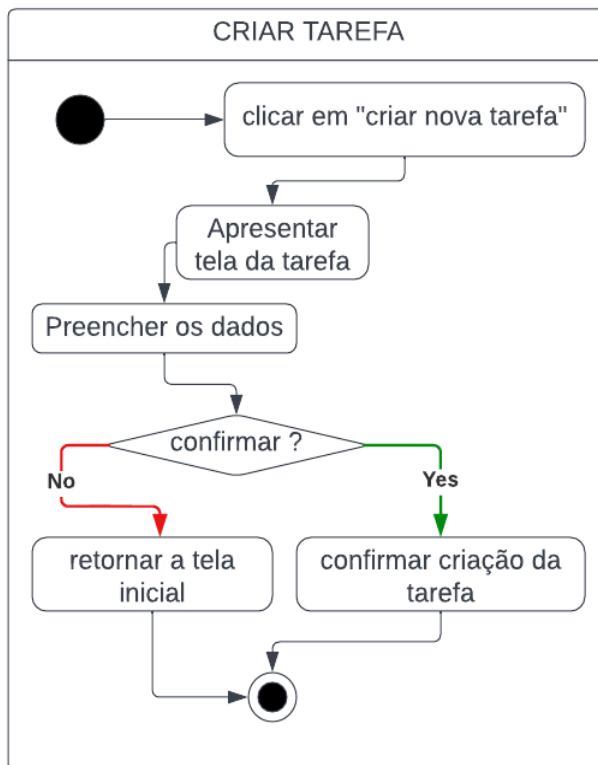 CRIAR TAREFA
clicar em "criar nova tarefa"
Apresentar
tela da tarefa
Preencher os dados
confirmar ?
No
Yes
retornar a tela
inicial
confirmar criação da
tarefa